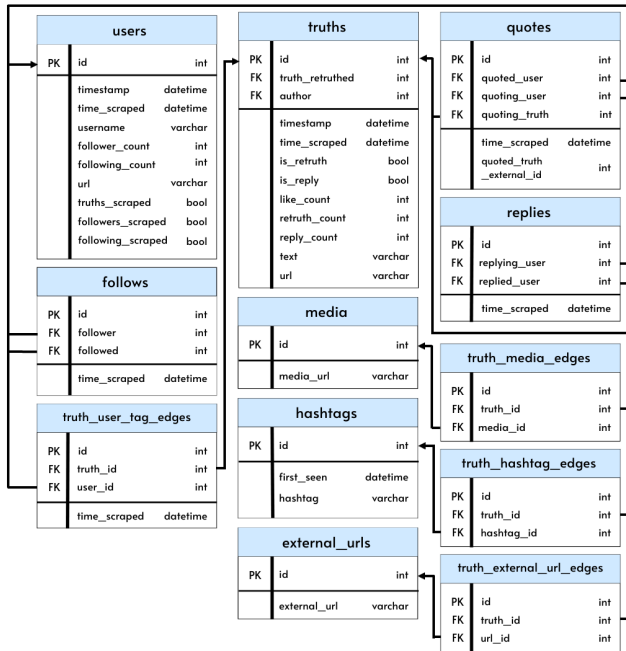 users
PK id int
timestamp datetime
time_scraped datetime
username varchar
follower_count int
following_count int
url varchar
truths_scraped bool
followers_scraped bool
following_scraped bool
follows
PK id int
FK follower int
FK followed int
time_scraped datetime
truth_user_tag_edges
PK id int
FK truth_id int
FK user_id int
time_scraped datetime
truths
PK id int
FK truth_retruthed int
FK author int
timestamp datetime
time_scraped datetime
is_retruth bool
is_reply bool
like_count int
retruth_count int
reply_count int
text varchar
url varchar
media
PK id int
media_url varchar
hashtags
PK id int
first_seen datetime
hashtag varchar
external_urls
PK id int
external_url varchar
quotes
PK id int
FK quoted_user int
FK quoting_user int
FK quoting_truth int
time_scraped datetime
quoted_truth
_external_id int
replies
PK id int
FK replying_user int
FK replied_user int
time_scraped datetime
truth_media_edges
PK id int
FK truth_id int
FK media_id int
truth_hashtag_edges
PK id int
FK truth_id int
FK hashtag_id int
truth_external_url_edges
PK id int
FK truth_id int
FK url_id int